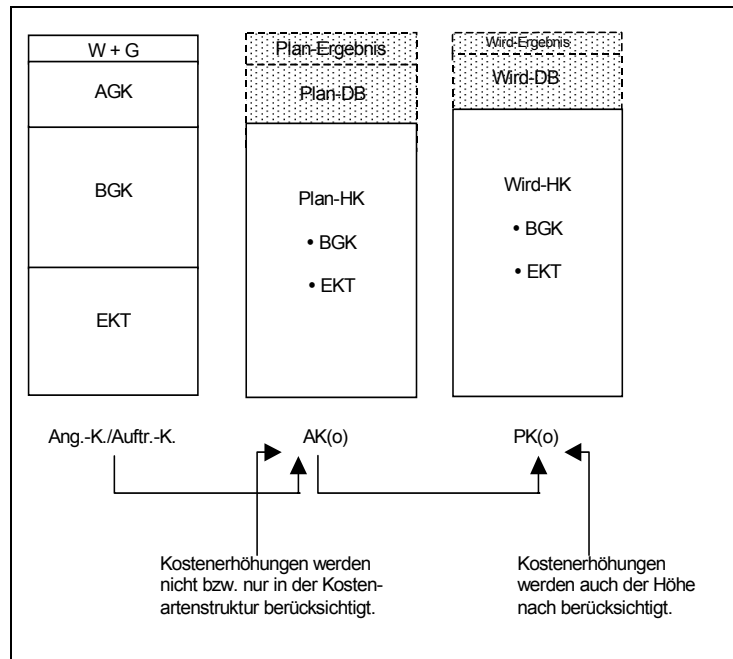 W + G
AGK
BGK
EKT
Plan-Ergebnis
Plan-DB
Plan-HK
• BGK
• EKT
Wird-Ergebnis
Wird-DB
Wird-HK
• BGK
• EKT
Ang.-K./Auftr.-K.
AK(o)
PK(o)
Kostenerhöhungen werden
nicht bzw. nur in der Kosten-
artenstruktur berücksichtigt.
Kostenerhöhungen
werden auch der Höhe
nach berücksichtigt.